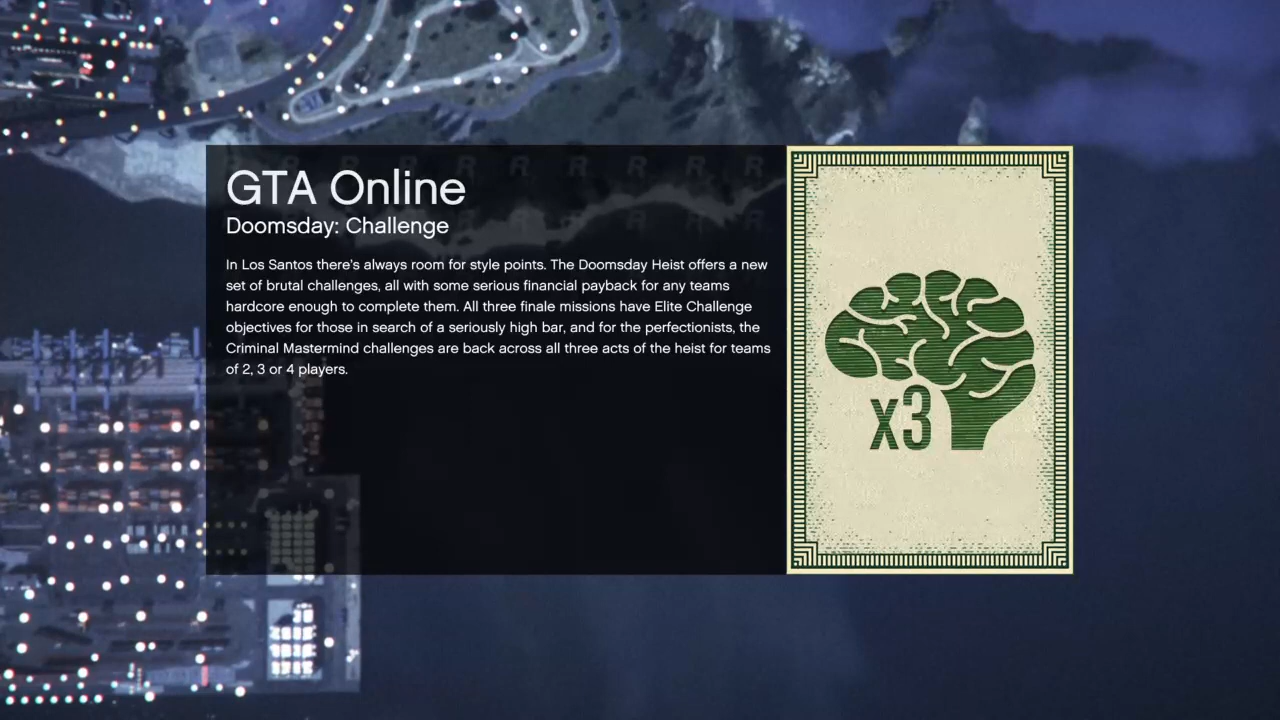 GTA Online
Doomsday: Challenge
In Los Santos there's always room for style points. The Doomsday Heist offers a new
set of brutal challenges, all with some serious financial payback for any teams
hardcore enough to complete them. All three finale missions have Elite Challenge
objectives for those in search of a seriously high bar, and for the perfectionists, the
Criminal Mastermind challenges are back across all three acts of the heist for teams
of 2, 3 or 4 players.
x3